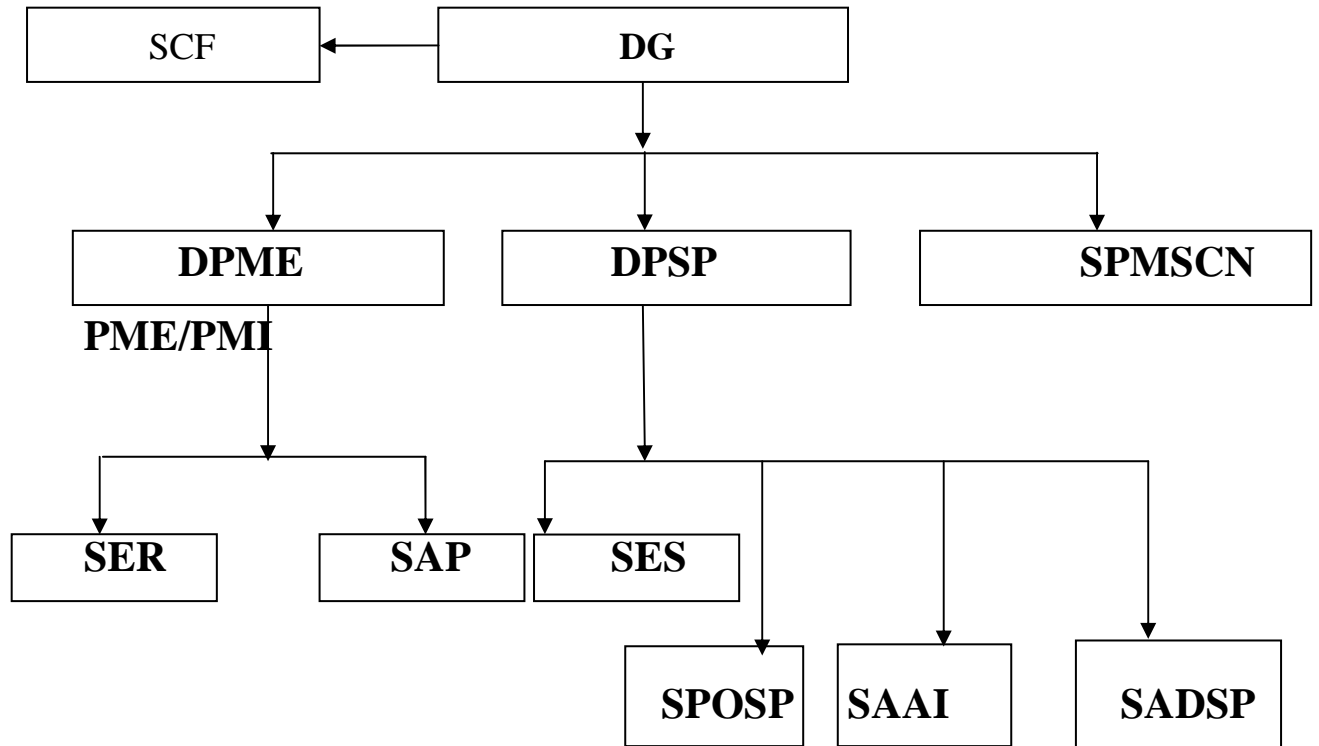 SCF
DG
DPME
DPSP
SPMSCN
PME/PMI
SER
SAP
SES
SPOSP
SAAI
SADSP